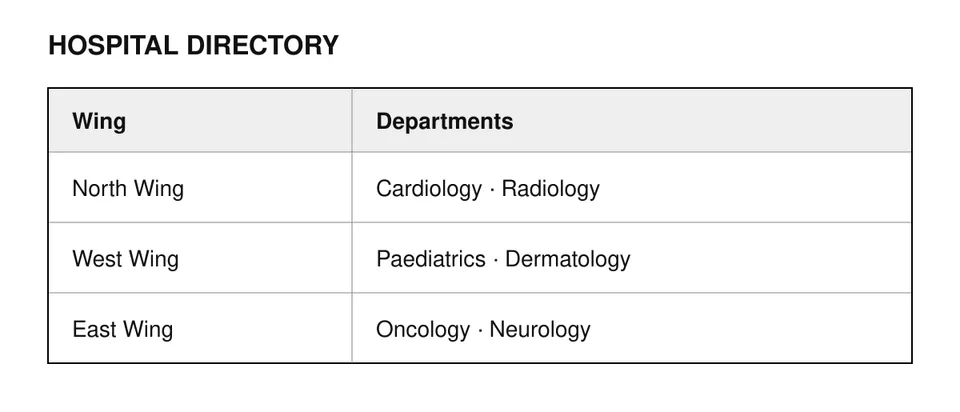 HOSPITAL DIRECTORY
Wing Departments
North Wing Cardiology · Radiology
West Wing Paediatrics · Dermatology
East Wing Oncology · Neurology